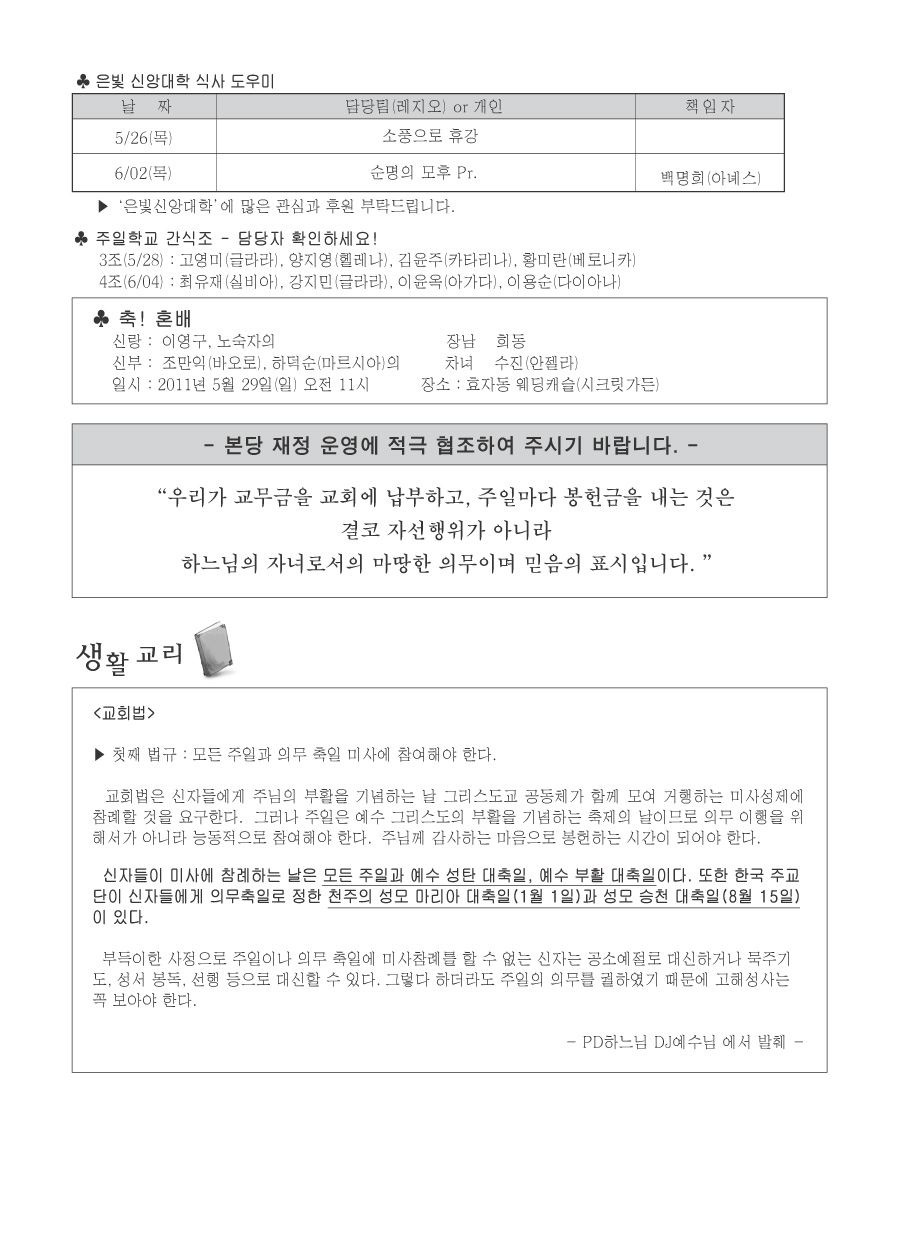 ♣ 은빛 신앙대학 식사 도우미
날 짜 담당팀(레지오) or 개인 책임자
5/26(목) 소풍으로 휴강
6/02(목) 순명의 모후 Pr. 백명희(아녜스)
▶ ‘은빛신앙대학’에 많은 관심과 후원 부탁드립니다.
♣ 주일학교 간식조 - 담당자 확인하세요!
3조(5/28) : 고영미(글라라), 양지영(헬레나), 김윤주(카타리나), 황미란(베로니카)
4조(6/04) : 최유재(실비아), 강지민(글라라), 이윤옥(아가다), 이용순(다이아나)
♣ 축! 혼배
신랑 : 이영구, 노숙자의 장남 희동
신부 : 조만익(바오로), 하덕순(마르시아)의 차녀 수진(안젤라)
일시 : 2011년 5월 29일(일) 오전 11시 장소 : 효자동 웨딩캐슬(시크릿가든)
- 본당 재정 운영에 적극 협조하여 주시기 바랍니다. -
“우리가 교무금을 교회에 납부하고, 주일마다 봉헌금을 내는 것은
결코 자선행위가 아니라
하느님의 자녀로서의 마땅한 의무이며 믿음의 표시입니다. ”
생활 교리
<교회법>
▶ 첫째 법규 : 모든 주일과 의무 축일 미사에 참여해야 한다.
교회법은 신자들에게 주님의 부활을 기념하는 날 그리스도교 공동체가 함께 모여 거행하는 미사성제에
참례할 것을 요구한다. 그러나 주일은 예수 그리스도의 부활을 기념하는 축제의 날이므로 의무 이행을 위
해서가 아니라 능동적으로 참여해야 한다. 주님께 감사하는 마음으로 봉헌하는 시간이 되어야 한다.
신자들이 미사에 참례하는 날은 모든 주일과 예수 성탄 대축일, 예수 부활 대축일이다. 또한 한국 주교
단이 신자들에게 의무축일로 정한 천주의 성모 마리아 대축일(1월 1일)과 성모 승천 대축일(8월 15일)
이 있다.
부득이한 사정으로 주일이나 의무 축일에 미사참례를 할 수 없는 신자는 공소예절로 대신하거나 묵주기
도, 성서 봉독, 선행 등으로 대신할 수 있다. 그렇다 하더라도 주일의 의무를 궐하였기 때문에 고해성사는
꼭 보아야 한다.
- PD하느님 DJ예수님 에서 발췌 -